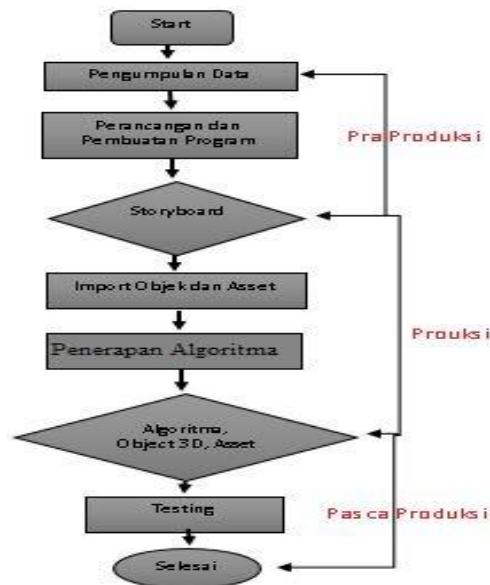 Start
Pengumpulan Data
Perancangan dan
Pembuatan Program
Pra Produksi
Storyboard
Import Objek dan Asset
Prouksi
Penerapan Algoritma
Algoritma,
Object 3D, Asset
Testing
Pasca Produksi
Selesai